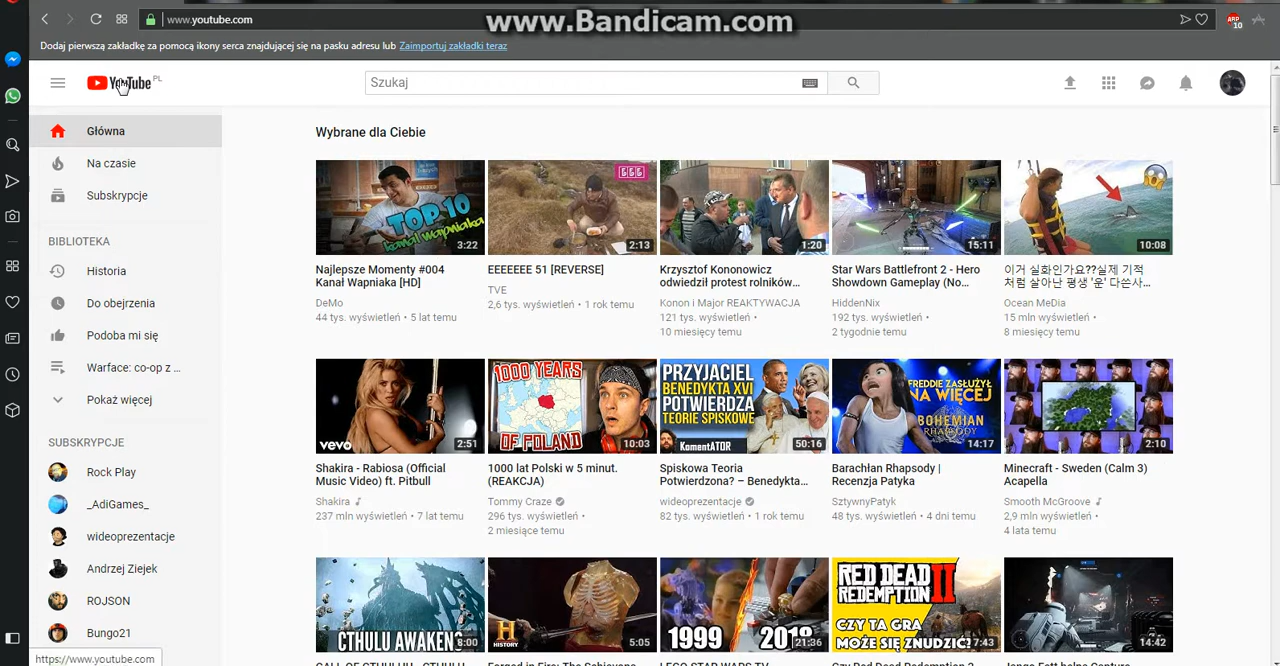 www.Bandicam.com
www.youtube.com
ABP
10
Dodaj pierwszą zakładkę za pomocą ikony serca znajdującej się na pasku adresu lub Zaimportuj zakładki teraz
YouTube PL
Szukaj
Główna
Na czasie
Subskrypcje
BIBLIOTEKA
Historia
Do obejrzenia
Podoba mi się
Warface: co-op z ...
Pokaż więcej
SUBSKRYPCJE
Rock Play
_AdiGames_
wideoprezentacje
Andrzej Ziejek
ROJSON
Bungo21
https://www.youtube.com
Wybrane dla Ciebie
TOP 10
kanał wapniaka
3:22
Najlepsze Momenty #004
Kanał Wapniaka [HD]
DeMo
44 tys. wyświetleń • 5 lat temu
2:13
EEEEEEE 51 [REVERSE]
TVE
2,6 tys. wyświetleń • 1 rok temu
1:20
Krzysztof Kononowicz
odwiedził protest rolników...
Konon i Major REAKTYWACJA
121 tys. wyświetleń •
10 miesięcy temu
15:11
Star Wars Battlefront 2 - Hero
Showdown Gameplay (No...
HiddenNix
192 tys. wyświetleń •
2 tygodnie temu
10:08
이거 실화인가요??실제 기적
처럼 살아난 평생 '운' 다쓴사...
Ocean MeDia
15 mln wyświetleń •
8 miesięcy temu
vevo
2:51
Shakira - Rabiosa (Official
Music Video) ft. Pitbull
Shakira
237 mln wyświetleń • 7 lat temu
1000 YEARS
OF POLAND
10:03
1000 lat Polski w 5 minut.
(REAKCJA)
Tommy Craze
296 tys. wyświetleń •
2 miesiące temu
PRZYJACIEL
BENEDYKTA XVI
POTWIERDZA
TEORIE SPISKOWE
KomentATOR
50:16
Spiskowa Teoria
Potwierdzona? – Benedykta...
wideoprezentacje
82 tys. wyświetleń • 1 rok temu
FREDDIE ZASŁUŻYŁ
NA WIĘCEJ
BOHEMIAN
RHAPSODY
14:17
Barachłan Rhapsody |
Recenzja Patyka
SztywnyPatyk
48 tys. wyświetleń • 4 dni temu
2:10
Minecraft - Sweden (Calm 3)
Acapella
Smooth McGroove
2,9 mln wyświetleń •
4 lata temu
CTHULU AWAKENS
8:00
H
HISTORY
5:05
1999 2018
21:36
RED DEAD
REDEMPTION II
CZY TA GRA
MOŻE SIĘ ZNUDZIĆ?
7:43
14:42